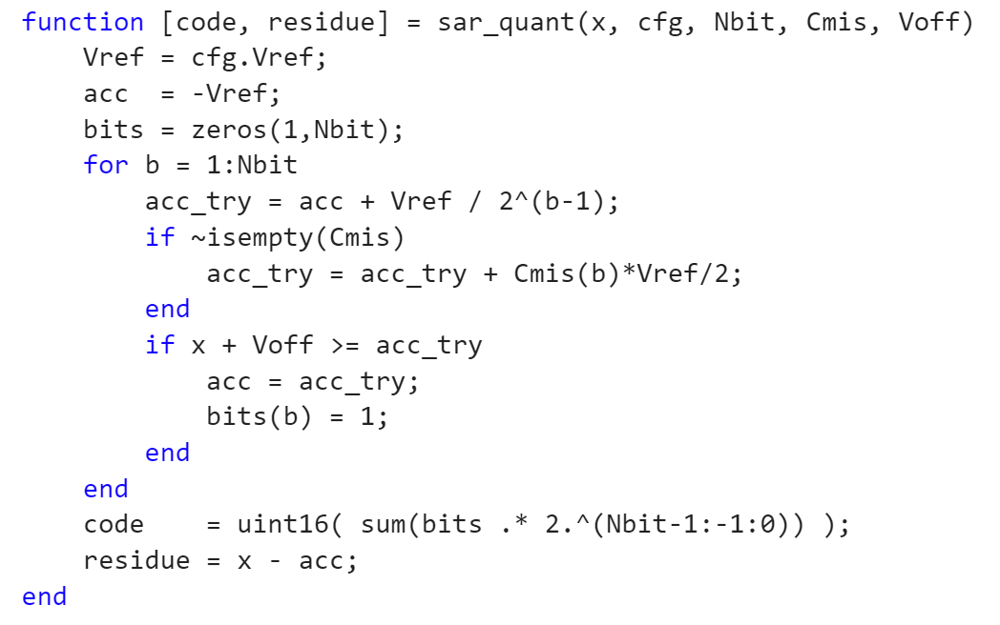 function [code, residue] = sar_quant(x, cfg, Nbit, Cmis, Voff)
    Vref = cfg.Vref;
    acc  = -Vref;
    bits = zeros(1,Nbit);
    for b = 1:Nbit
        acc_try = acc + Vref / 2^(b-1);
        if ~isempty(Cmis)
            acc_try = acc_try + Cmis(b)*Vref/2;
        end
        if x + Voff >= acc_try
            acc = acc_try;
            bits(b) = 1;
        end
    end
    code    = uint16( sum(bits .* 2.^(Nbit-1:-1:0)) );
    residue = x - acc;
end